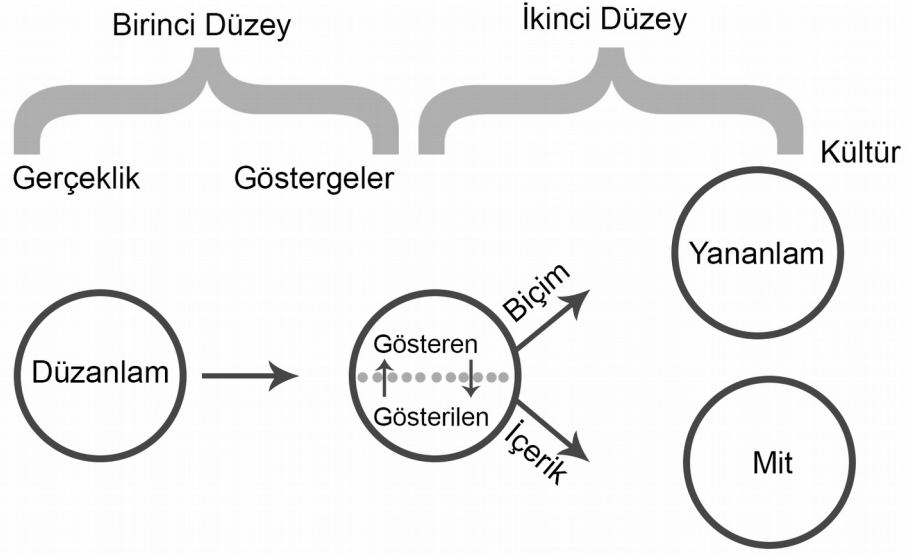 Birinci Düzey
İkinci Düzey
Gerçeklik
Göstergeler
Kültür
Düzanlam
Gösteren
Gösterilen
Biçim
İçerik
Yananlam
Mit